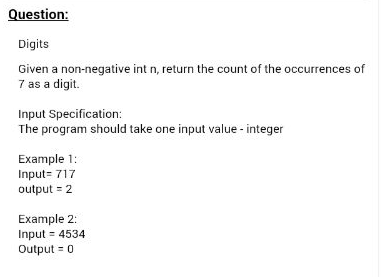 Question:
Digits
Given a non-negative int n, return the count of the occurrences of
7 as a digit.
Input Specification:
The program should take one input value - integer
Example 1:
Input= 717
output = 2
Example 2:
Input = 4534
Output = 0